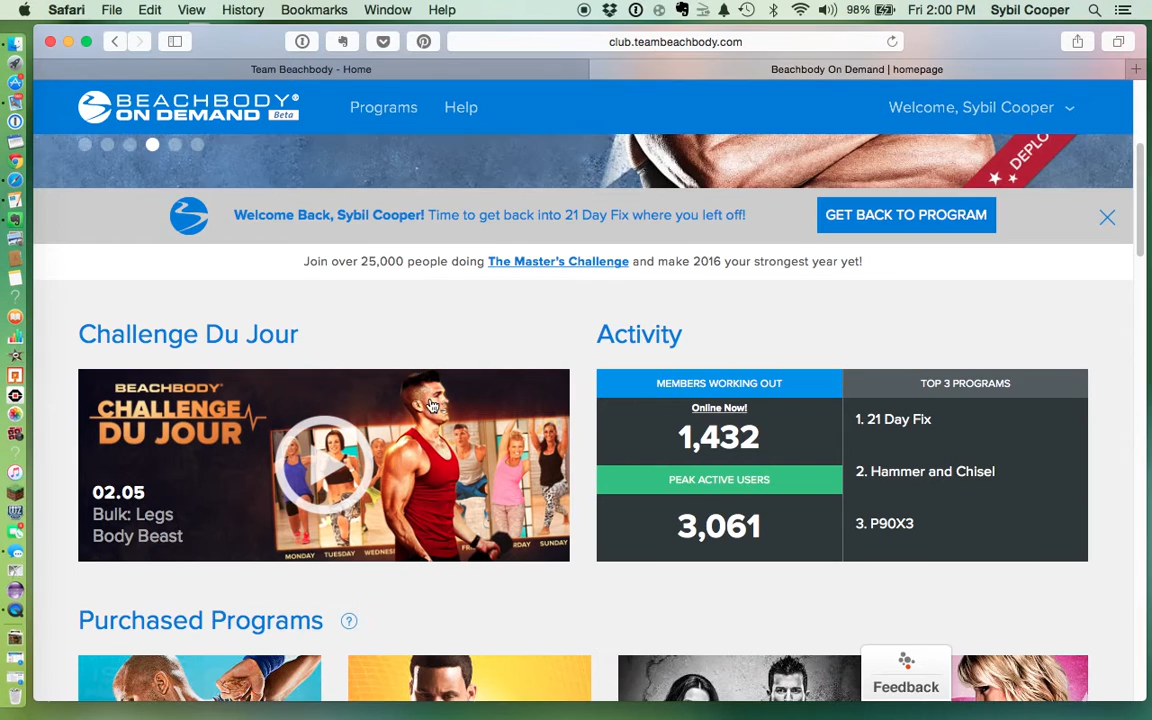 Safari File Edit View History Bookmarks Window Help 98% Fri 2:00 PM Sybil Cooper
club.teambeachbody.com
Team Beachbody - Home
Beachbody On Demand | homepage
BEACHBODY®
ON DEMAND Beta
Programs Help Welcome, Sybil Cooper
DEPLO
Welcome Back, Sybil Cooper! Time to get back into 21 Day Fix where you left off!
GET BACK TO PROGRAM
Join over 25,000 people doing The Master's Challenge and make 2016 your strongest year yet!
Challenge Du Jour
BEACHBODY®
CHALLENGE
DU JOUR
02.05
Bulk: Legs
Body Beast
MONDAY TUESDAY SUNDAY
Activity
MEMBERS WORKING OUT
Online Now!
1,432
PEAK ACTIVE USERS
3,061
TOP 3 PROGRAMS
1. 21 Day Fix
2. Hammer and Chisel
3. P90X3
Purchased Programs ?
Feedback